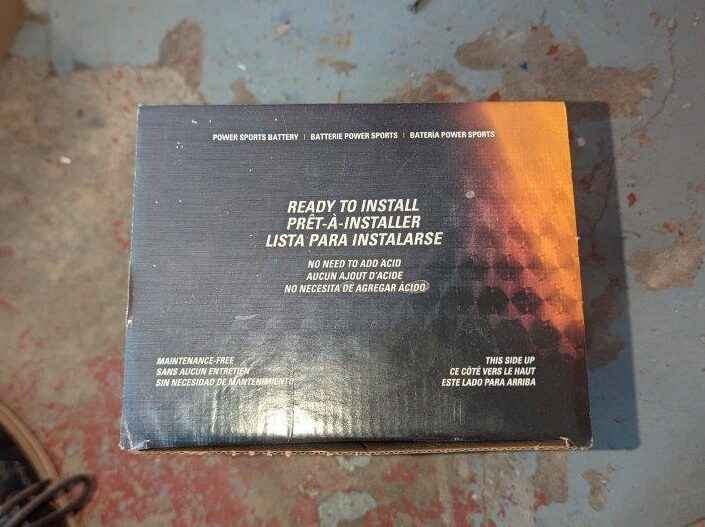 POWER SPORTS BATTERY | BATTERIE POWER SPORTS | BATERÍA POWER SPORTS
READY TO INSTALL
PRÊT-À-INSTALLER
LISTA PARA INSTALARSE
NO NEED TO ADD ACID
AUCUN AJOUT D'ACIDE
NO NECESITA DE AGREGAR ÁCIDO
MAINTENANCE-FREE
SANS AUCUN ENTRETIEN
SIN NECESIDAD DE MANTENIMIENTO
THIS SIDE UP
CE CÔTÉ VERS LE HAUT
ESTE LADO PARA ARRIBA